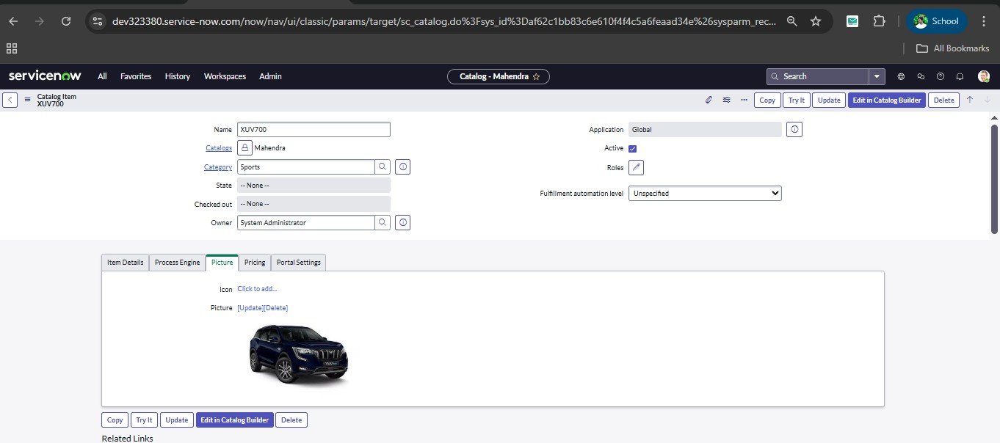 dev323380.service-now.com/now/nav/ui/classic/params/target/sc_catalog.do%3Fsys_id%3Daf62c1bb83c6e610f4f4c5a6feaad34e%26sysparm_rec...
School
All Bookmarks
servicenow All Favorites History Workspaces Admin
Catalog - Mahendra
Search
Catalog Item
XUV700
Copy Try It Update Edit in Catalog Builder Delete
Name XUV700
Application Global
Catalogs Mahendra
Active
Category Sports
Roles
State -- None --
Fulfillment automation level Unspecified
Checked out -- None --
Owner System Administrator
Item Details Process Engine Picture Pricing Portal Settings
Icon Click to add...
Picture [Update][Delete]
Copy Try It Update Edit in Catalog Builder Delete
Related Links